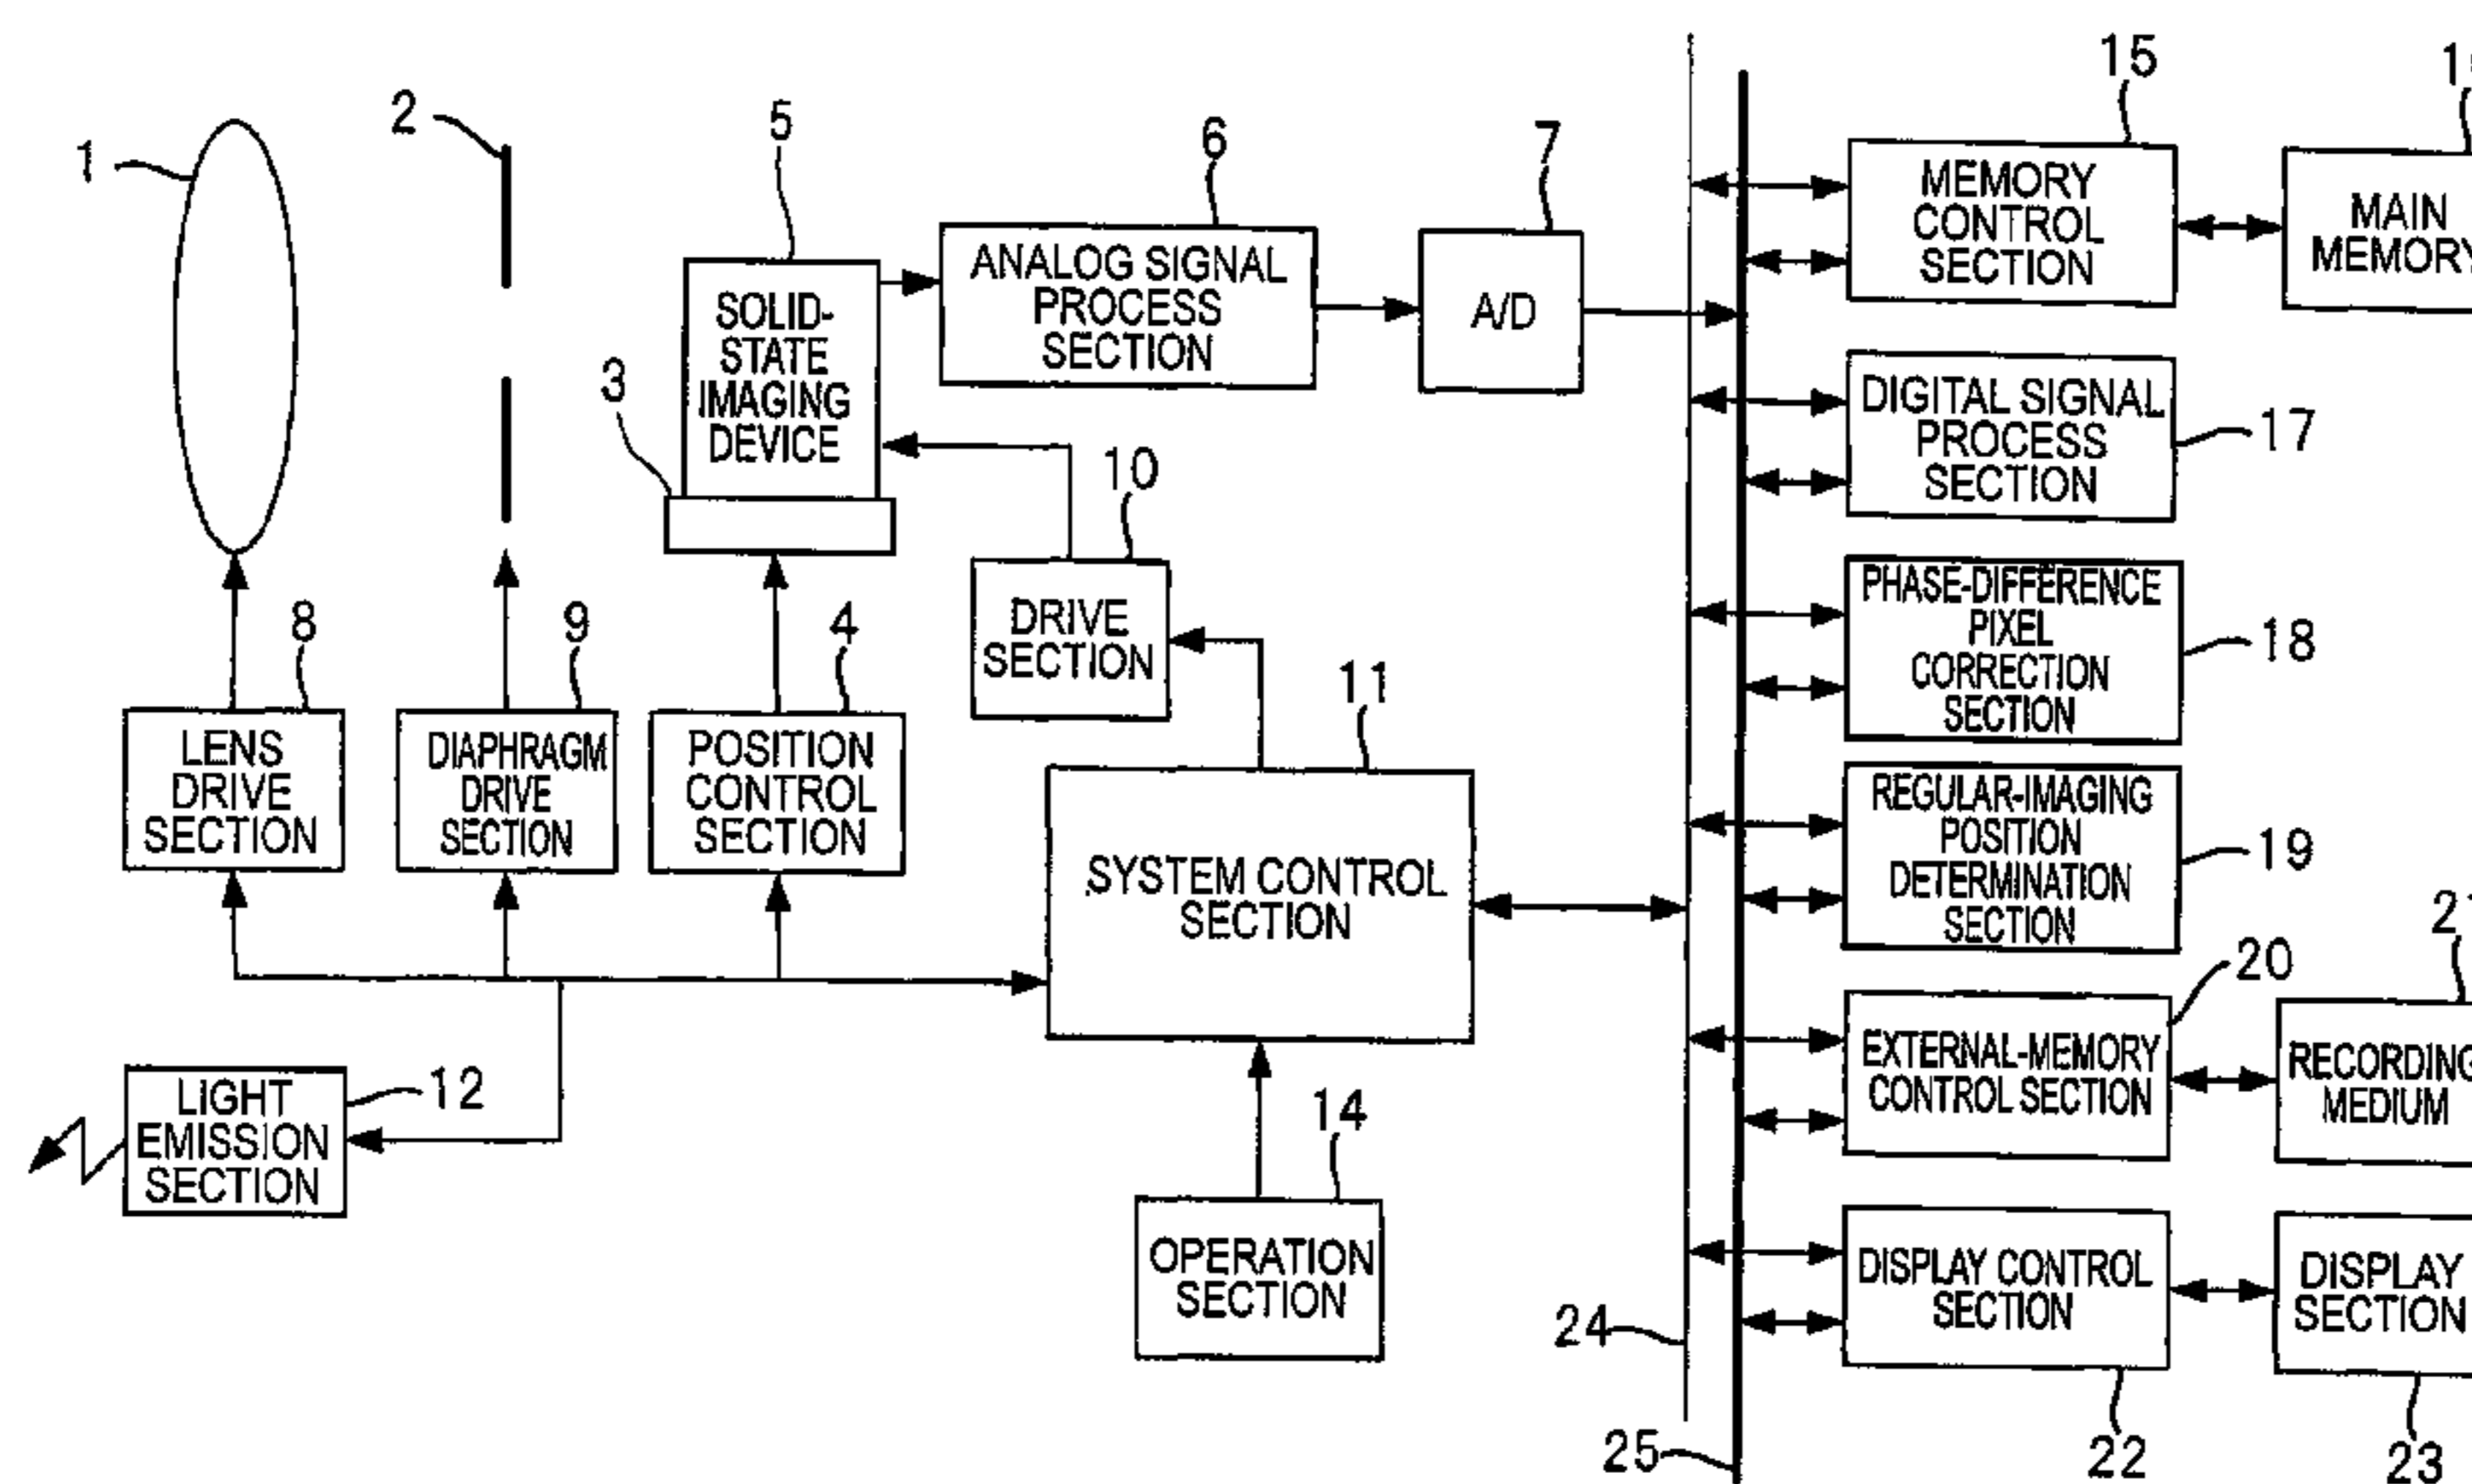 1
2
5
6
7
15
MEMORY
CONTROL
SECTION
MAIN
MEMORY
SOLID-
STATE
IMAGING
DEVICE
ANALOG SIGNAL
PROCESS
SECTION
A/D
3
DIGITAL SIGNAL
PROCESS
SECTION
17
10
DRIVE
SECTION
PHASE-DIFFERENCE
PIXEL
CORRECTION
SECTION
18
8
9
4
11
LENS
DRIVE
SECTION
DIAPHRAGM
DRIVE
SECTION
POSITION
CONTROL
SECTION
SYSTEM CONTROL
SECTION
REGULAR-IMAGING
POSITION
DETERMINATION
SECTION
19
20
EXTERNAL-MEMORY
CONTROL SECTION
RECORDING
MEDIUM
LIGHT
EMISSION
SECTION
12
14
OPERATION
SECTION
DISPLAY CONTROL
SECTION
DISPLAY
SECTION
24
25
22
23